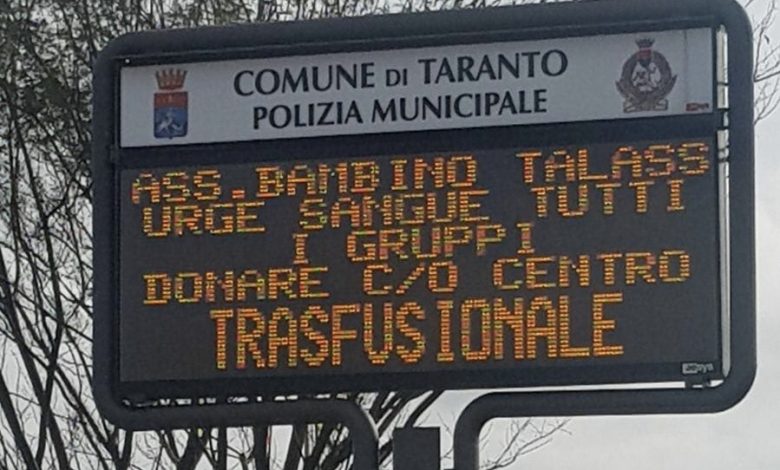 COMUNE DI TARANTO
POLIZIA MUNICIPALE
ASS.BAMBINO TALASS
URGE SANGUE TUTTI
I GRUPPI
DONARE C/O CENTRO
TRASFUSIONALE